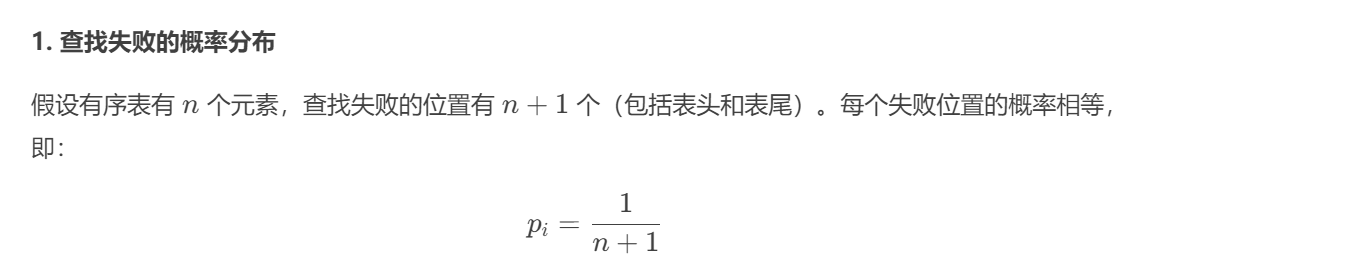 1. 查找失败的概率分布
假设有序表有 n 个元素，查找失败的位置有 n + 1 个（包括表头和表尾）。每个失败位置的概率相等，
即：
p_i = \frac{1}{n + 1}